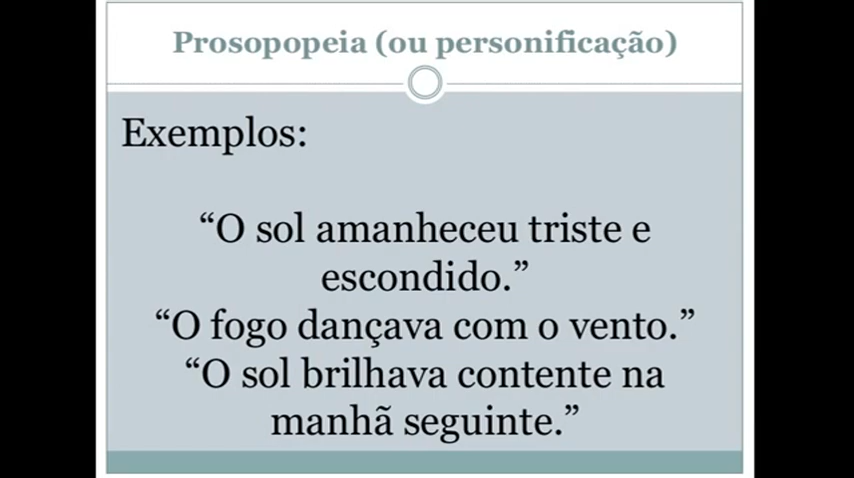 Prosopopeia (ou personificação)
Exemplos:
“O sol amanheceu triste e
escondido.”
“O fogo dançava com o vento.”
“O sol brilhava contente na
manhã seguinte.”